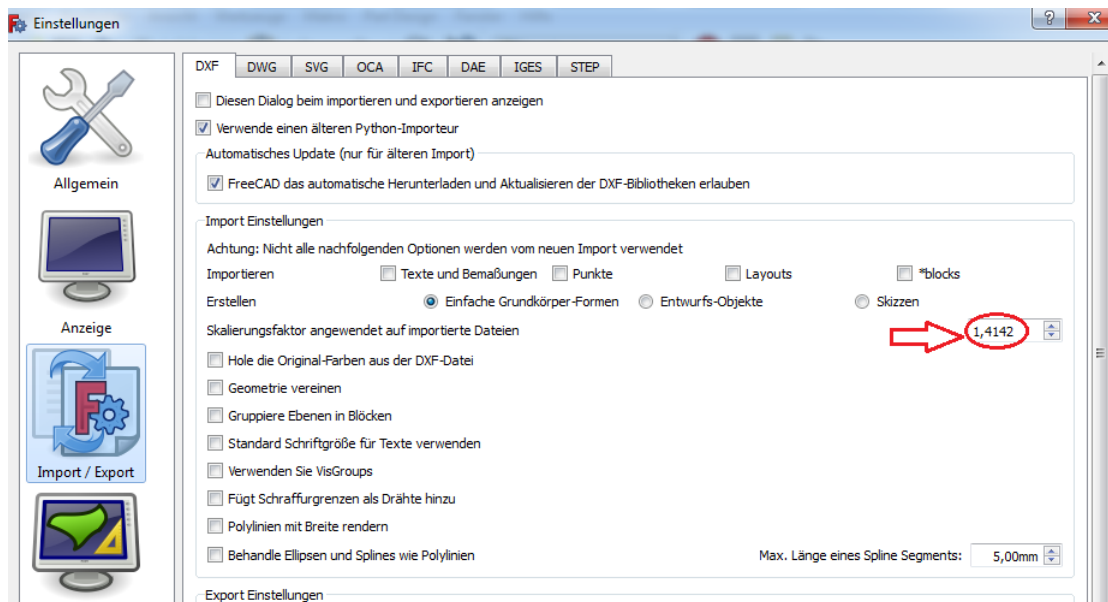 Einstellungen
DXF DWG SVG OCA IFC DAE IGES STEP
Diesen Dialog beim importieren und exportieren anzeigen
Verwende einen älteren Python-Importeur
Automatisches Update (nur für älteren Import)
Allgemein
FreeCAD das automatische Herunterladen und Aktualisieren der DXF-Bibliotheken erlauben
Import Einstellungen
Achtung: Nicht alle nachfolgenden Optionen werden vom neuen Import verwendet
Importieren Texte und Bemaßungen Punkte Layouts *blocks
Erstellen Einfache Grundkörper-Formen Entwurfs-Objekte Skizzen
Anzeige
Skalierungsfaktor angewendet auf importierte Dateien 1,4142
Hole die Original-Farben aus der DXF-Datei
Geometrie vereinen
Gruppiere Ebenen in Blöcken
Standard Schriftgröße für Texte verwenden
Import / Export
Verwenden Sie VisGroups
Fügt Schraffurgrenzen als Drähte hinzu
Polylinien mit Breite rendern
Behandle Ellipsen und Splines wie Polylinien Max. Länge eines Spline Segments: 5,00mm
Export Einstellungen